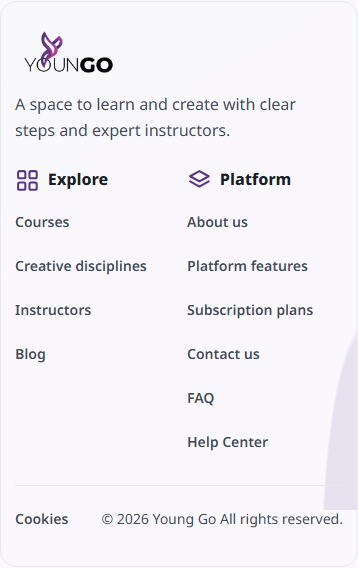 YOUNGO
A space to learn and create with clear
steps and expert instructors.
Explore
Courses
Creative disciplines
Instructors
Blog
Platform
About us
Platform features
Subscription plans
Contact us
FAQ
Help Center
Cookies
© 2026 Young Go All rights reserved.